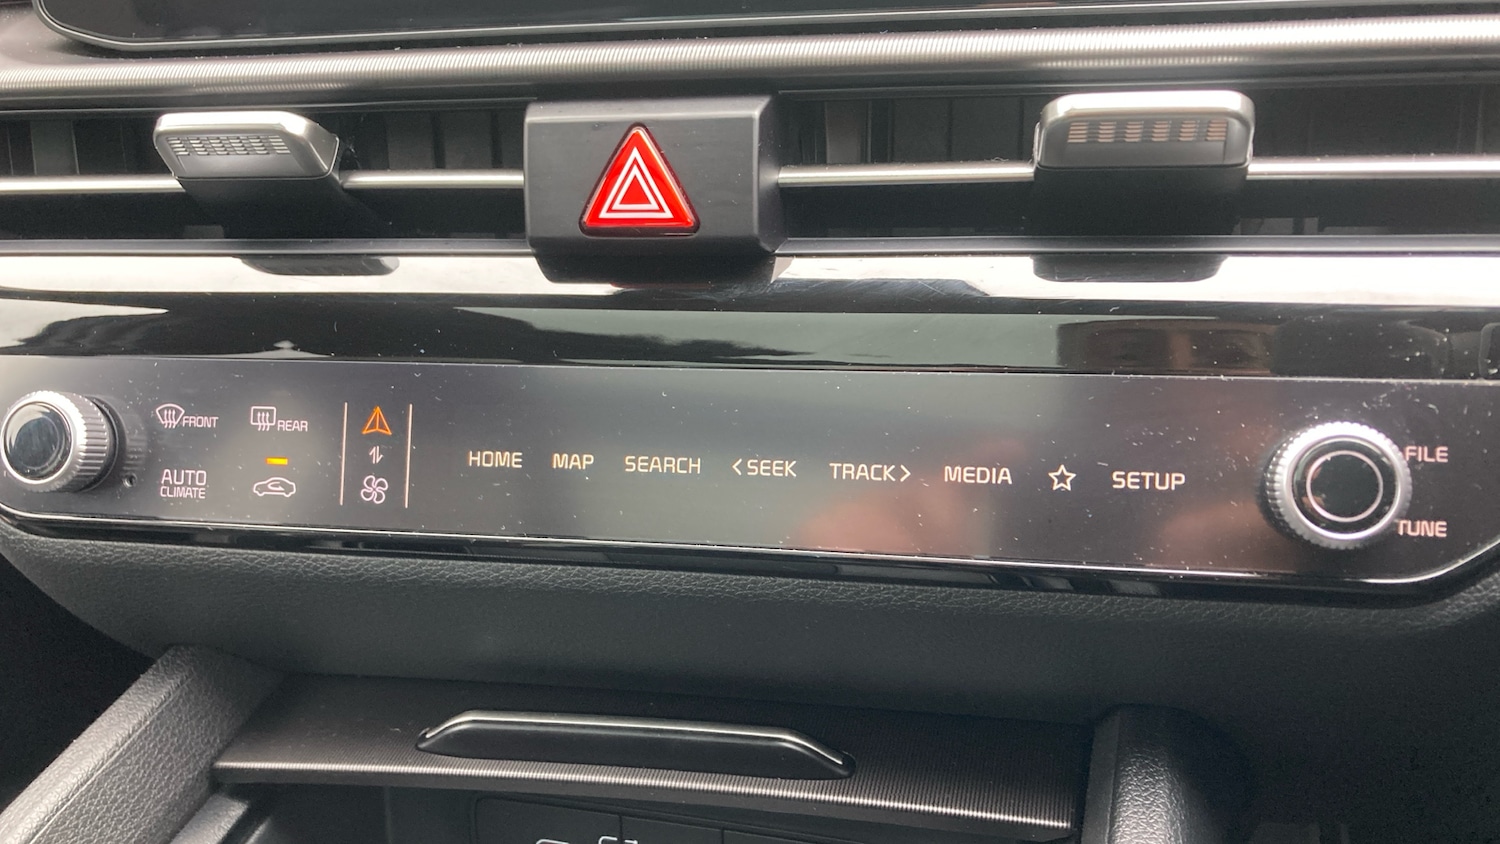 FRONT
REAR
AUTO
CLIMATE
HOME
MAP
SEARCH
<SEEK
TRACK>
MEDIA
SETUP
FILE
TUNE